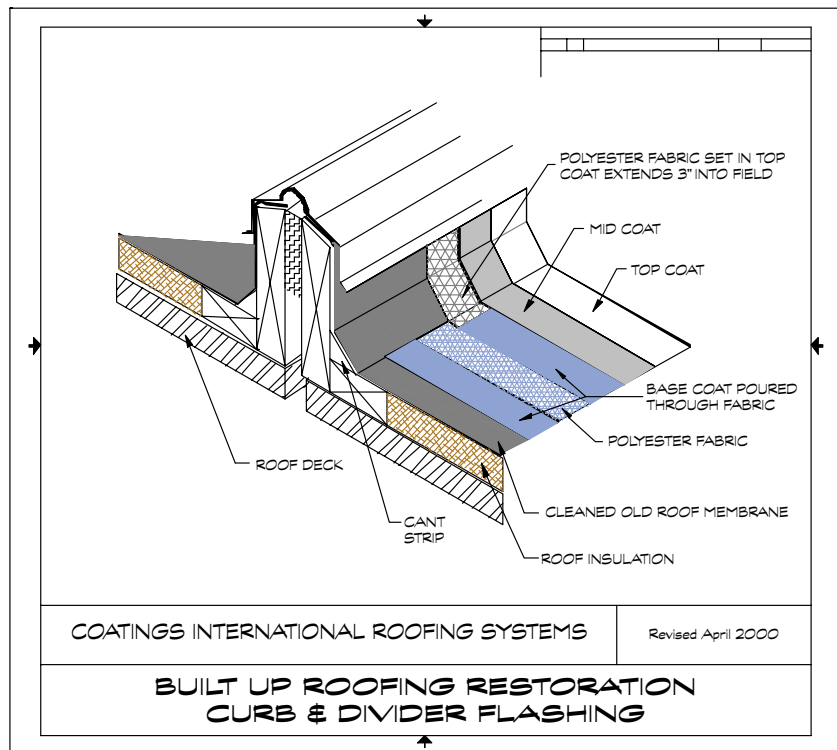 POLYESTER FABRIC SET IN TOP
COAT EXTENDS 3" INTO FIELD
MID COAT
TOP COAT
BASE COAT POURED
THROUGH FABRIC
POLYESTER FABRIC
ROOF DECK
CLEANED OLD ROOF MEMBRANE
CANT
STRIP
ROOF INSULATION
COATINGS INTERNATIONAL ROOFING SYSTEMS
Revised April 2000
BUILT UP ROOFING RESTORATION
CURB & DIVIDER FLASHING